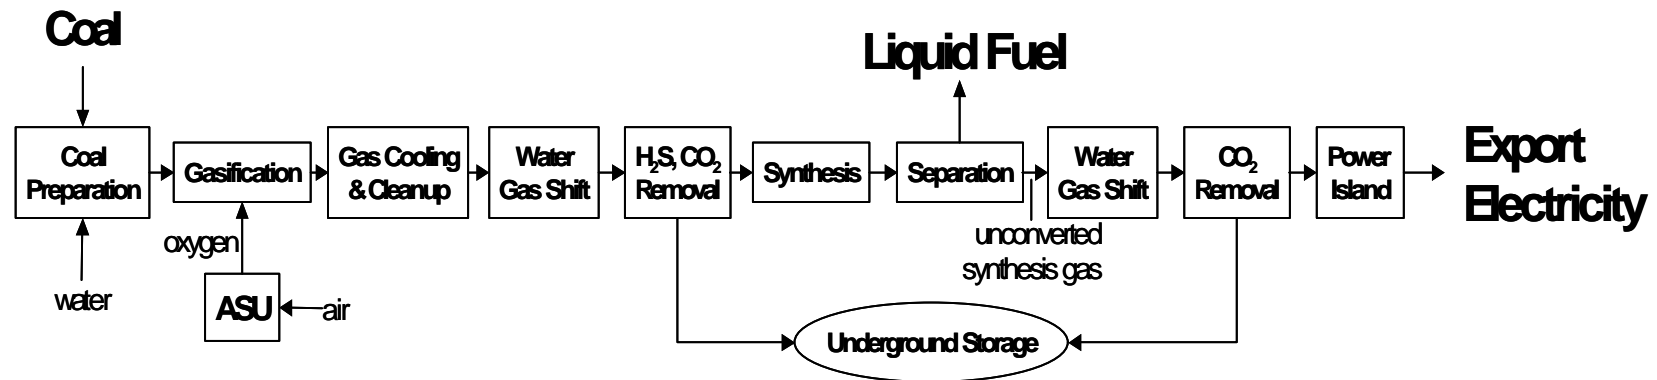 Coal
Liquid Fuel
Coal
Preparation
Gasification
Gas Cooling
& Cleanup
Water
Gas Shift
H₂S, CO₂
Removal
Synthesis
Separation
Water
Gas Shift
CO₂
Removal
Power
Island
Export
Electricity
oxygen
unconverted
synthesis gas
water
ASU
air
Underground Storage